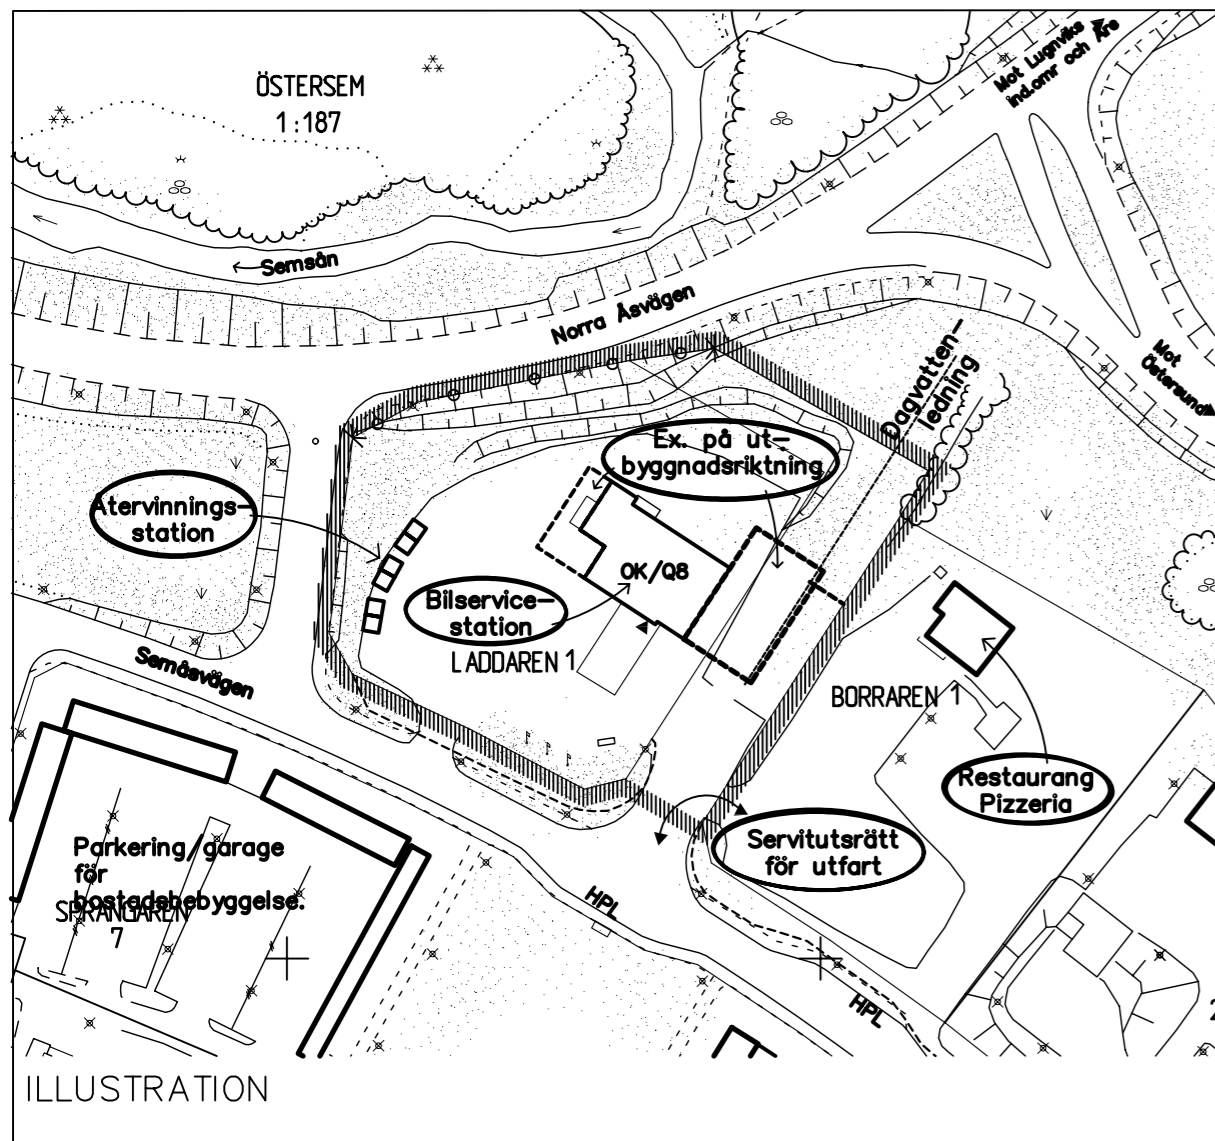 ÖSTERSEM
1:187
Mot Lugnviks
ind.omr och Åre
Semsån
Norra Åsvägen
Mot
Östersund
Dagvatten-
ledning
Ex. på ut-
byggnadsriktning
Återvinnings-
station
OK/Q8
Bilservice-
station
LADDAREN 1
Semåsvägen
BORRAREN 1
Restaurang
Pizzeria
Servitutsrätt
för utfart
Parkering/garage
för
bostadsbebyggelse.
SPRÄNGAREN
7
HPL
HPL
ILLUSTRATION